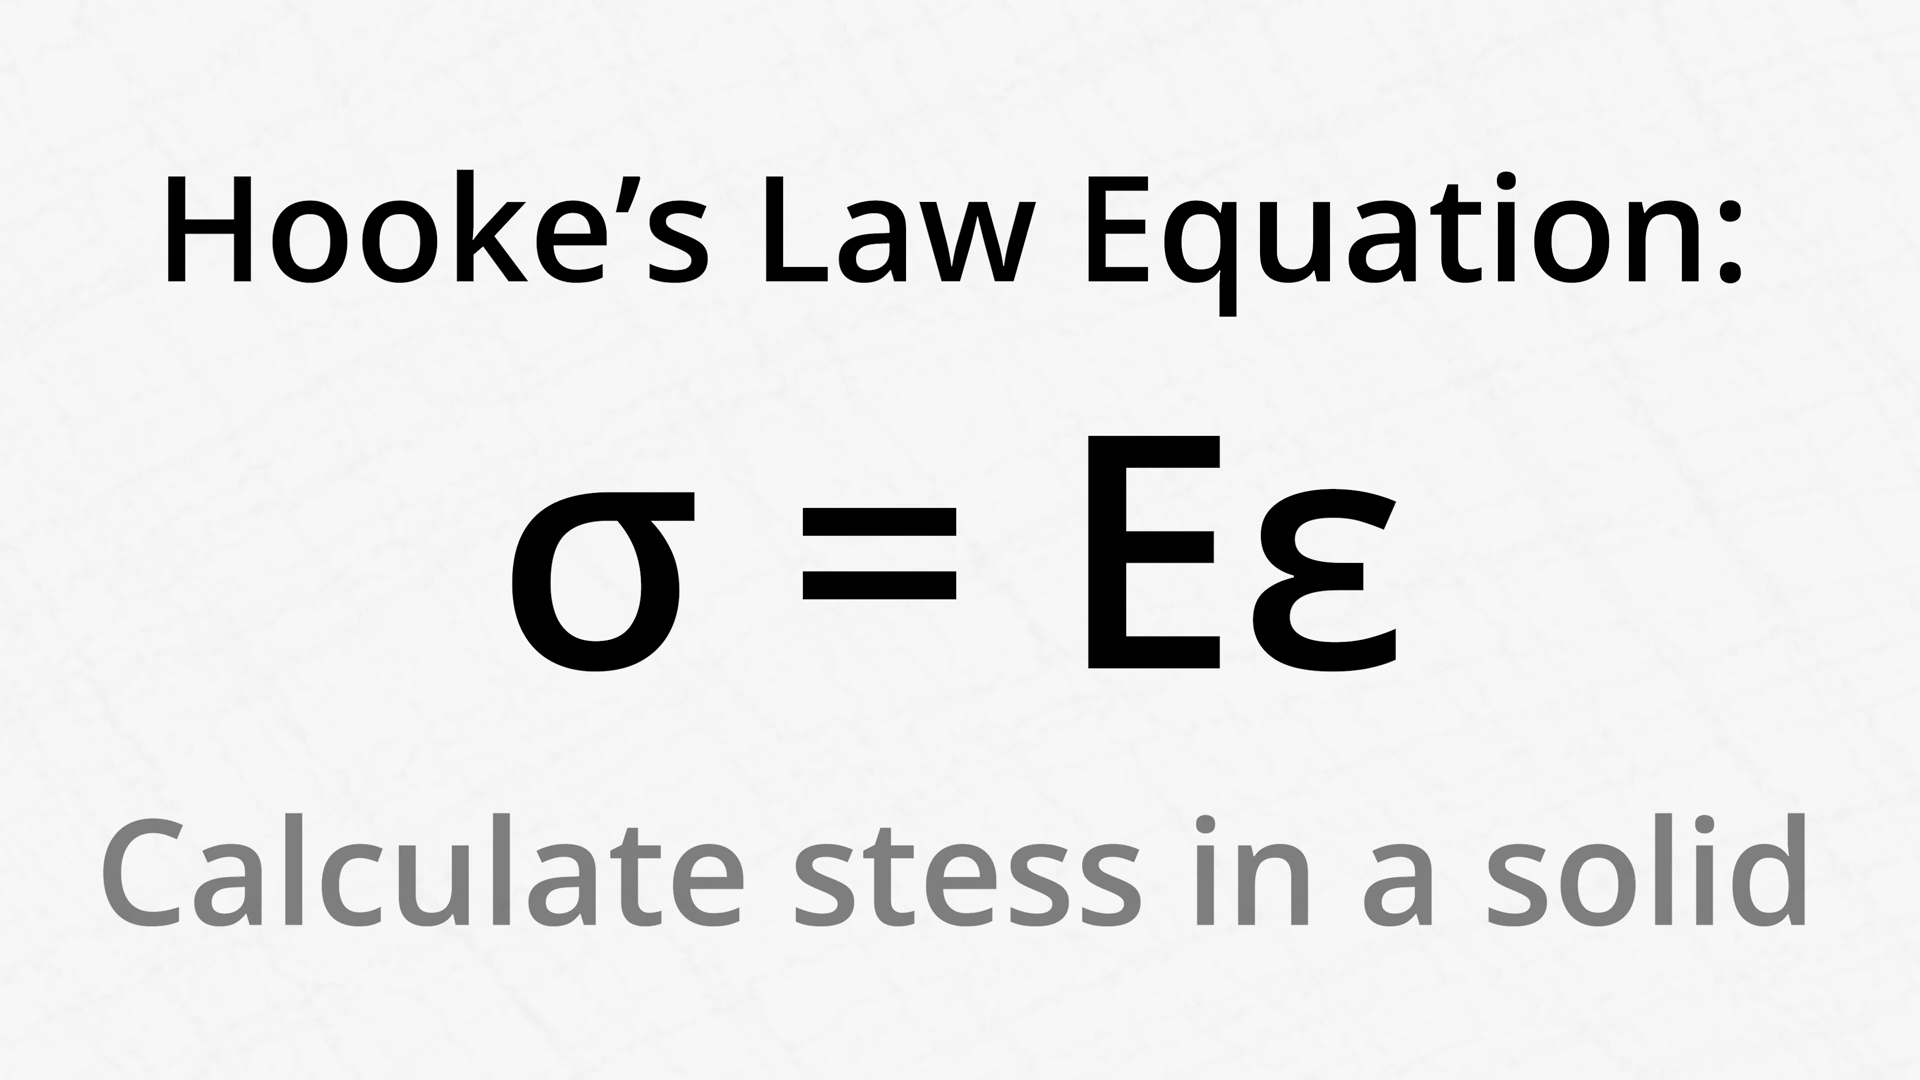 Hooke’s Law Equation:
σ = Eε
Calculate stess in a solid